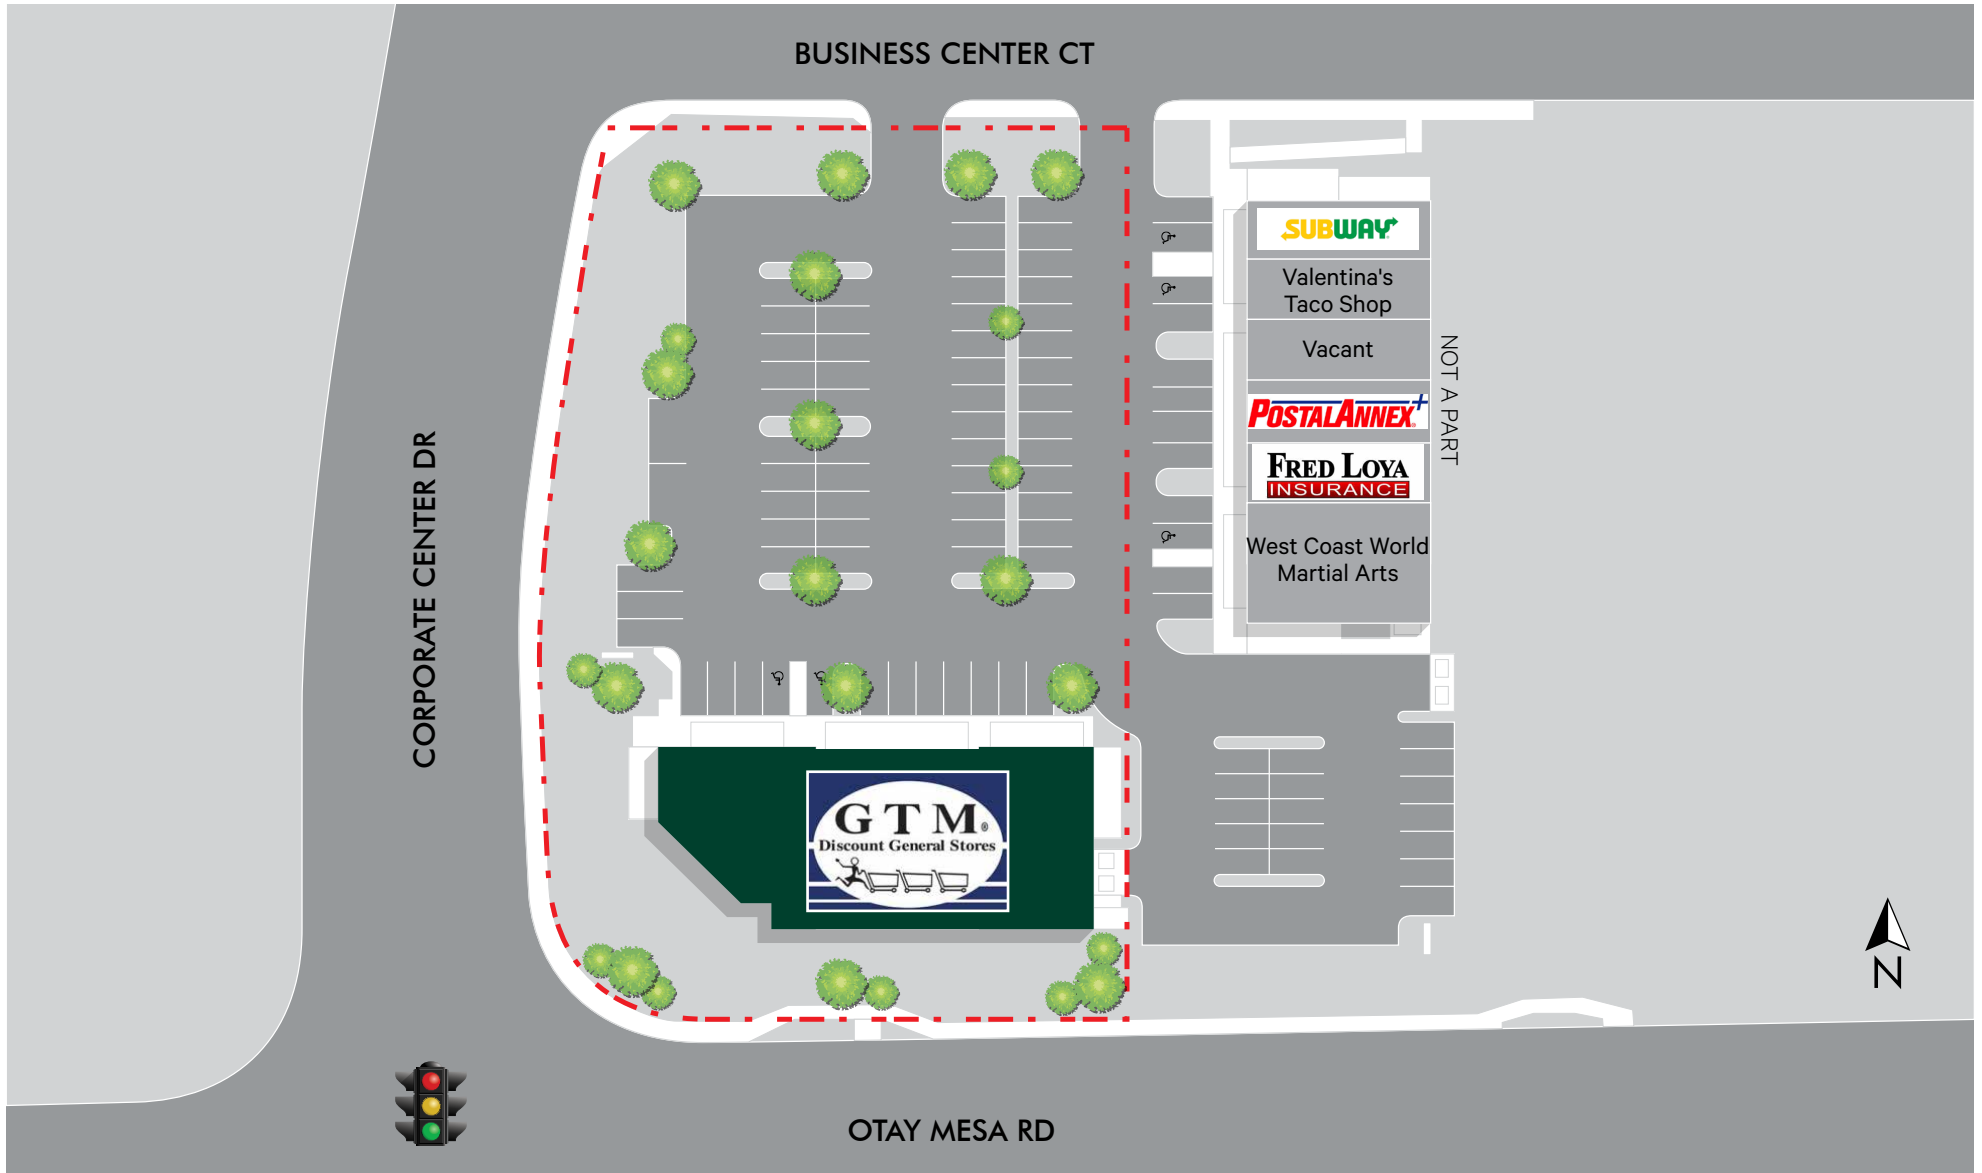 BUSINESS CENTER CT
SUBWAY
Valentina's
Taco Shop
Vacant
POSTALANNEX+
FRED LOYA
INSURANCE
West Coast World
Martial Arts
NOT A PART
CORPORATE CENTER DR
GTM®
Discount General Stores
N
OTAY MESA RD